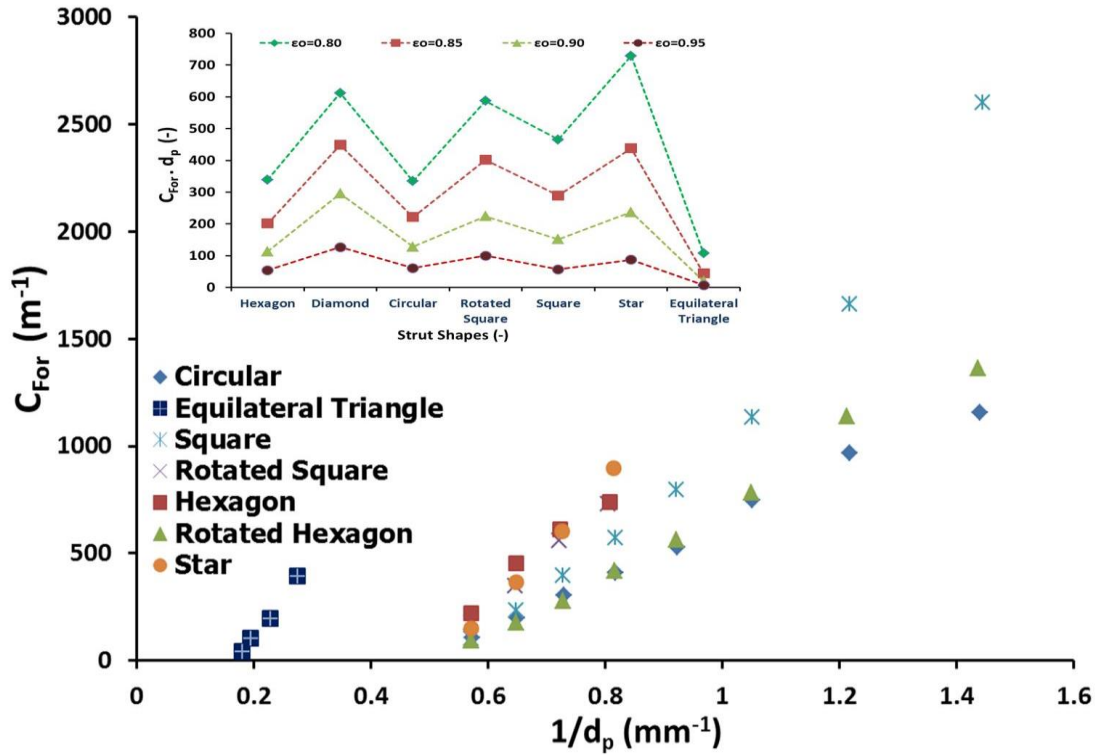 3000
2500
2000
1500
1000
500
0
C_For (m⁻¹)
800
700
600
500
400
300
200
100
0
C_For. d_p (-)
εo=0.80 εo=0.85 εo=0.90 εo=0.95
Hexagon Diamond Circular Rotated Square Star Equilateral
Square Triangle
Strut Shapes (-)
Circular
Equilateral Triangle
Square
Rotated Square
Hexagon
Rotated Hexagon
Star
0 0.2 0.4 0.6 0.8 1 1.2 1.4 1.6
1/d_p (mm⁻¹)